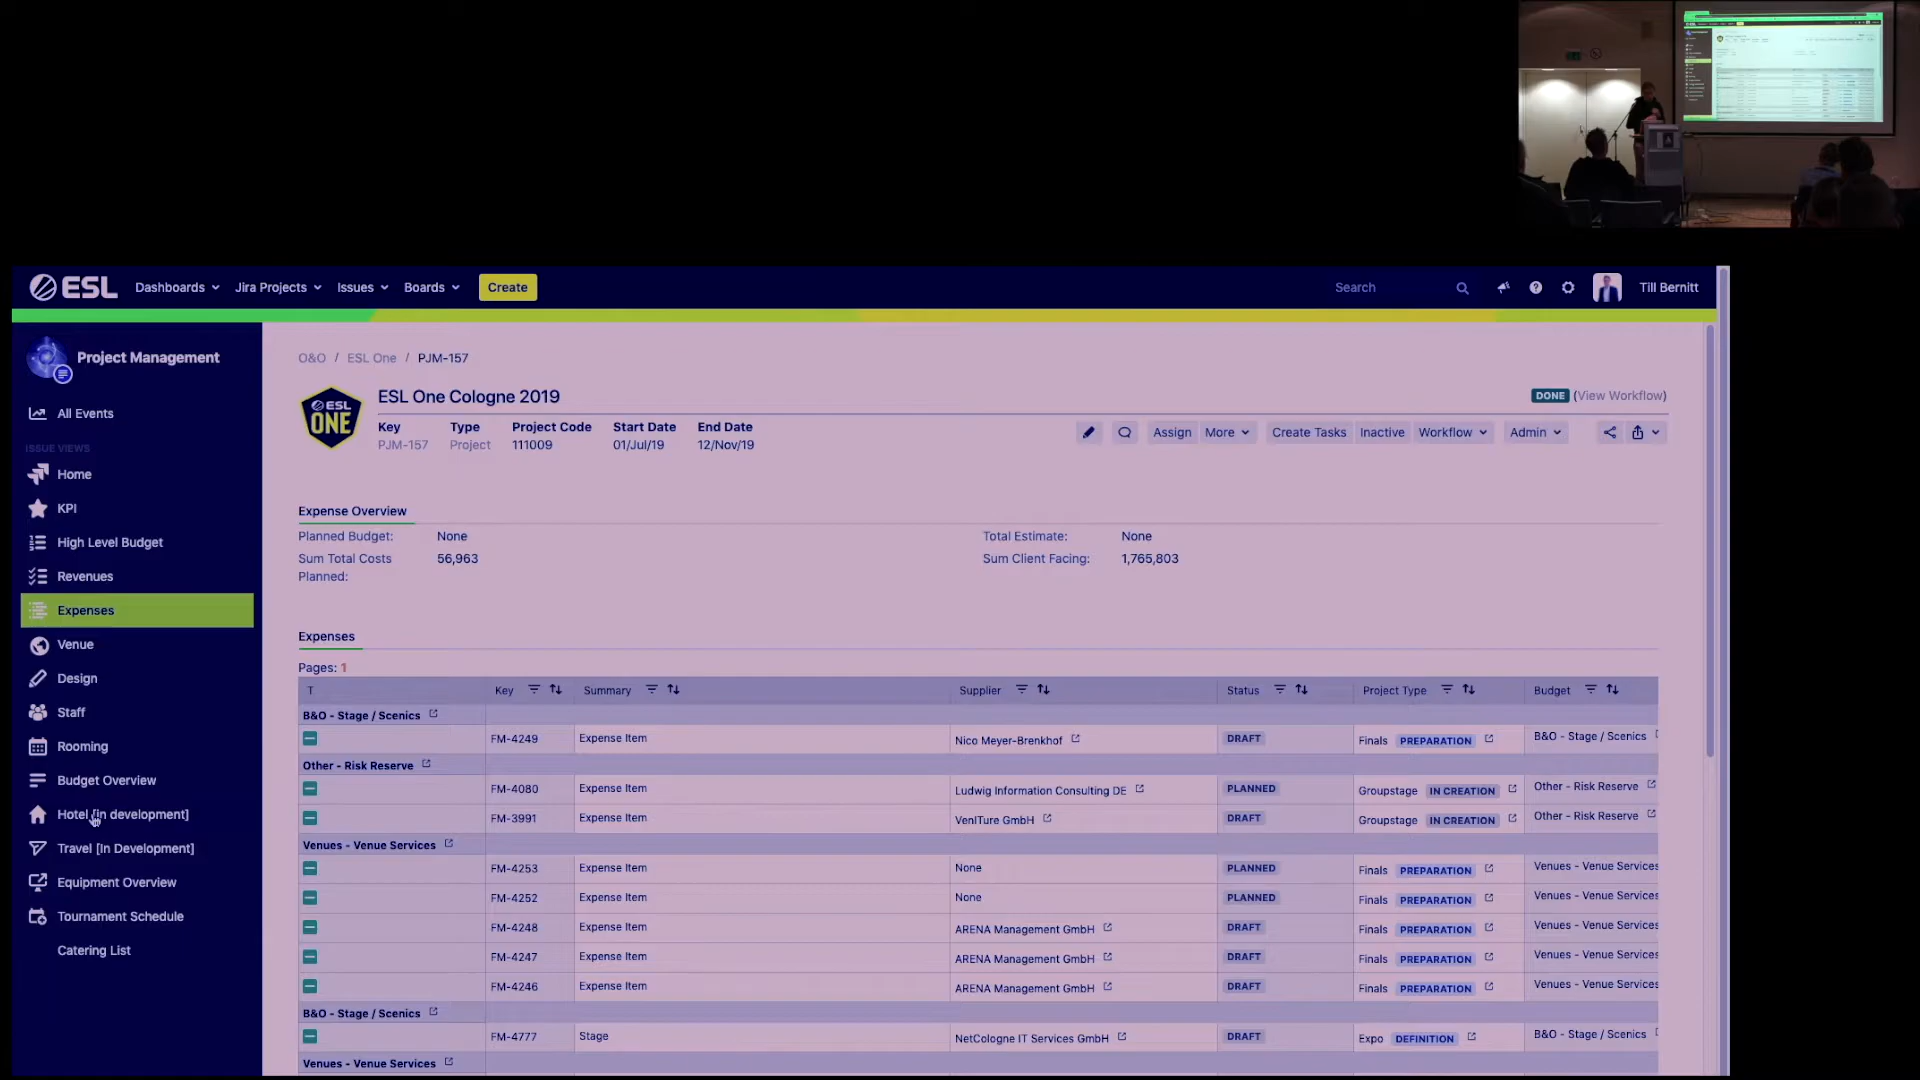 ESL Dashboards Jira Projects Issues Boards Create Search Till Bernitt
Project Management
All Events
ISSUE VIEWS
Home
KPI
High Level Budget
Revenues
Expenses
Venue
Design
Staff
Rooming
Budget Overview
Hotel [in development]
Travel [In Development]
Equipment Overview
Tournament Schedule
Catering List
O&O / ESL One / PJM-157
ESL ONE
ESL One Cologne 2019
DONE (View Workflow)
Key Type Project Code Start Date End Date
PJM-157 Project 111009 01/Jul/19 12/Nov/19
Assign More Create Tasks Inactive Workflow Admin
Expense Overview
Planned Budget: None Total Estimate: None
Sum Total Costs Planned: 56,963 Sum Client Facing: 1,765,803
Expenses
Pages: 1
T Key Summary Supplier Status Project Type Budget
B&O - Stage / Scenics
FM-4249 Expense Item Nico Meyer-Brenkhof DRAFT Finals PREPARATION B&O - Stage / Scenics
Other - Risk Reserve
FM-4080 Expense Item Ludwig Information Consulting DE PLANNED Groupstage IN CREATION Other - Risk Reserve
FM-3991 Expense Item VenITure GmbH DRAFT Groupstage IN CREATION Other - Risk Reserve
Venues - Venue Services
FM-4253 Expense Item None PLANNED Finals PREPARATION Venues - Venue Services
FM-4252 Expense Item None PLANNED Finals PREPARATION Venues - Venue Services
FM-4248 Expense Item ARENA Management GmbH DRAFT Finals PREPARATION Venues - Venue Services
FM-4247 Expense Item ARENA Management GmbH DRAFT Finals PREPARATION Venues - Venue Services
FM-4246 Expense Item ARENA Management GmbH DRAFT Finals PREPARATION Venues - Venue Services
B&O - Stage / Scenics
FM-4777 Stage NetCologne IT Services GmbH DRAFT Expo DEFINITION B&O - Stage / Scenics
Venues - Venue Services